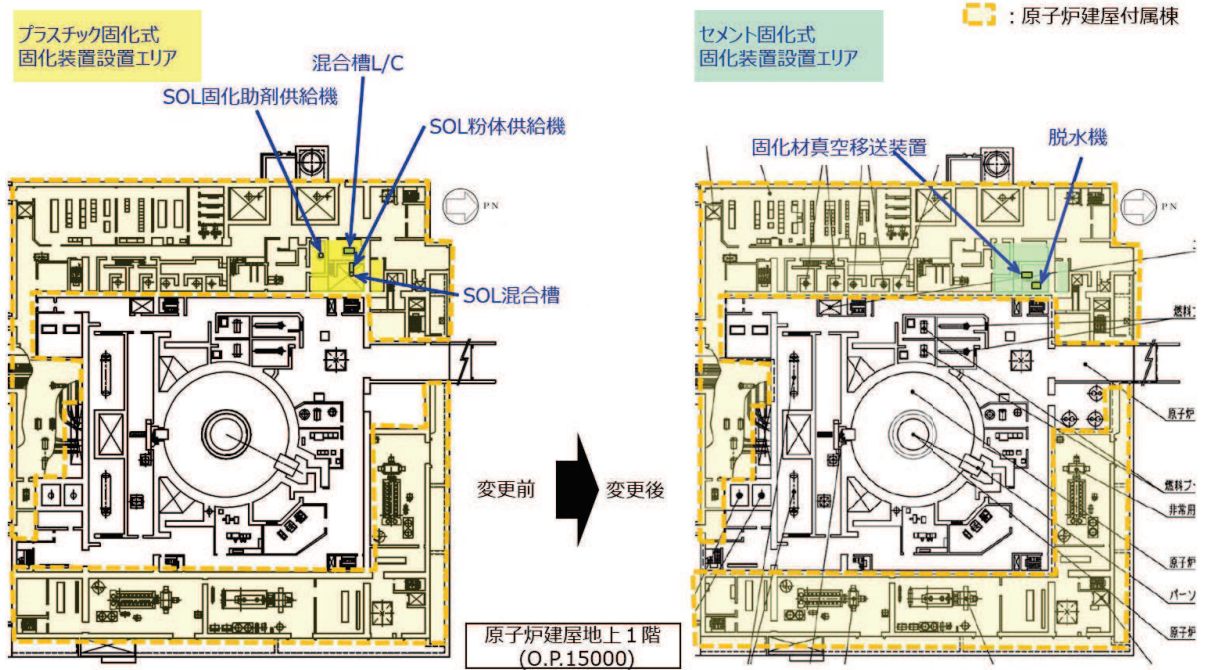 プラスチック固化式
固化装置設置エリア
混合槽L/C
SOL固化助剤供給機
SOL粉体供給機
SOL混合槽
PN
セメント固化式
固化装置設置エリア
:原子炉建屋付属棟
固化材真空移送装置
脱水機
PN
燃料プ
原子炉
燃料プ
非常用
原子炉
パーソ
原子炉
変更前
変更後
原子炉建屋地上1階
(O.P.15000)